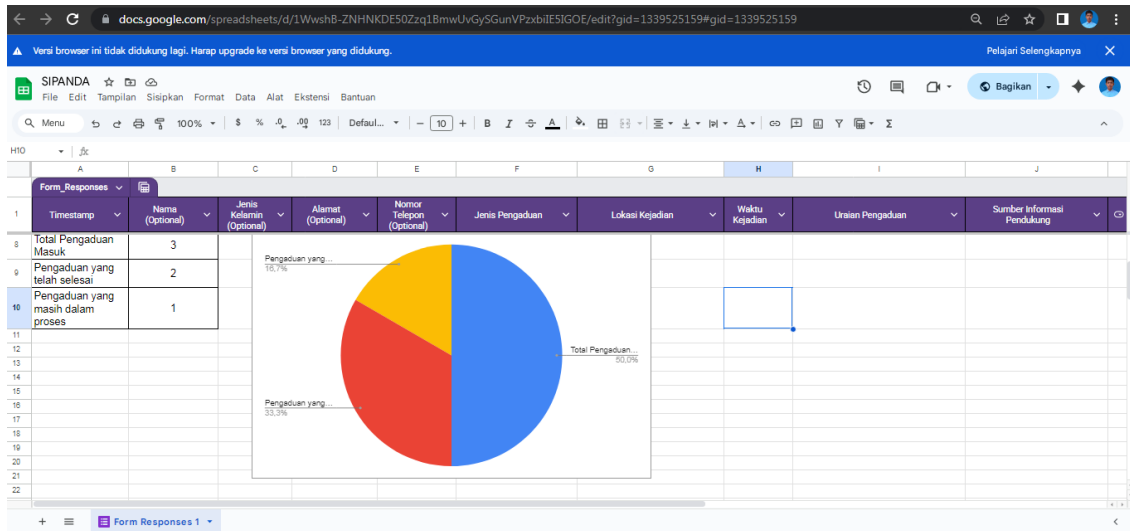 docs.google.com/spreadsheets/d/1WwshB-ZNHNKDE50Zzq1BmwUvGySGunVPzxbiIE5IGOE/edit?gid=1339525159#gid=1339525159
Versi browser ini tidak didukung lagi. Harap upgrade ke versi browser yang didukung.
Pelajari Selengkapnya
SIPANDA
File Edit Tampilan Sisipkan Format Data Alat Ekstensi Bantuan
Bagikan
Menu 100% $ % .0 .00 123 Defaul... 10 B I S A
H10 fx
A B C D E F G H I J
Form_Responses
1 Timestamp
Nama (Optional)
Jenis Kelamin (Optional)
Alamat (Optional)
Nomor Telepon (Optional)
Jenis Pengaduan
Lokasi Kejadian
Waktu Kejadian
Uraian Pengaduan
Sumber Informasi Pendukung
8 Total Pengaduan Masuk 3
9 Pengaduan yang telah selesai 2
10 Pengaduan yang masih dalam proses 1
11
12
13
14
15
16
17
18
19
20
21
22
Pengaduan yang...
16,7%
Total Pengaduan...
50,0%
Pengaduan yang...
33,3%
Form Responses 1